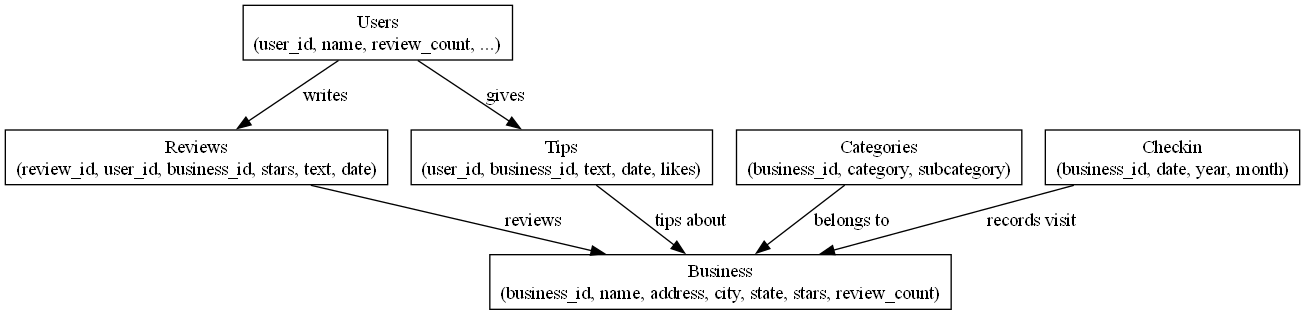 Users
(user_id, name, review_count, ...)
writes
gives
Reviews
(review_id, user_id, business_id, stars, text, date)
Tips
(user_id, business_id, text, date, likes)
Categories
(business_id, category, subcategory)
Checkin
(business_id, date, year, month)
reviews
tips about
belongs to
records visit
Business
(business_id, name, address, city, state, stars, review_count)